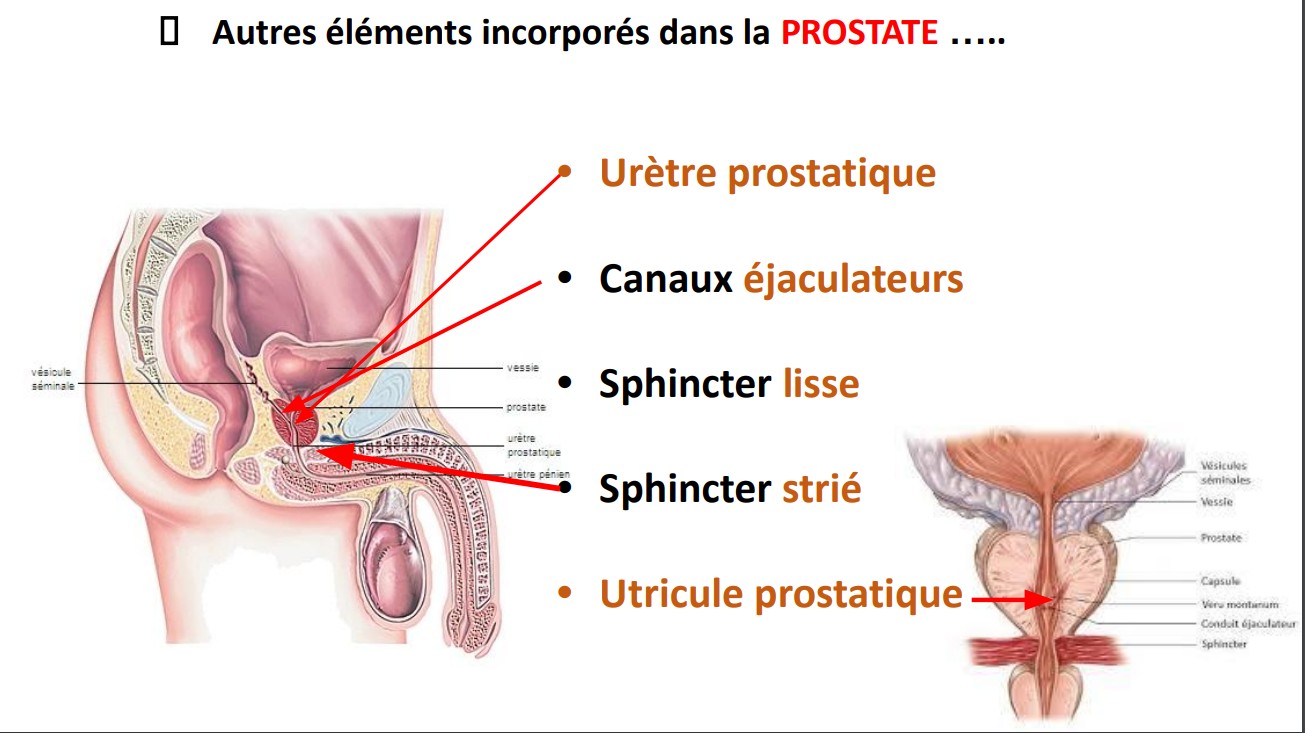 Autres éléments incorporés dans la PROSTATE …..
• Urètre prostatique
• Canaux éjaculateurs
• Sphincter lisse
• Sphincter strié
• Utricule prostatique
vésicule
séminale
vessie
prostate
urètre
prostatique
urètre pénien
Vésicules
séminales
Vessie
Prostate
Capsule
Veru montanum
Conduit éjaculateur
Sphincter